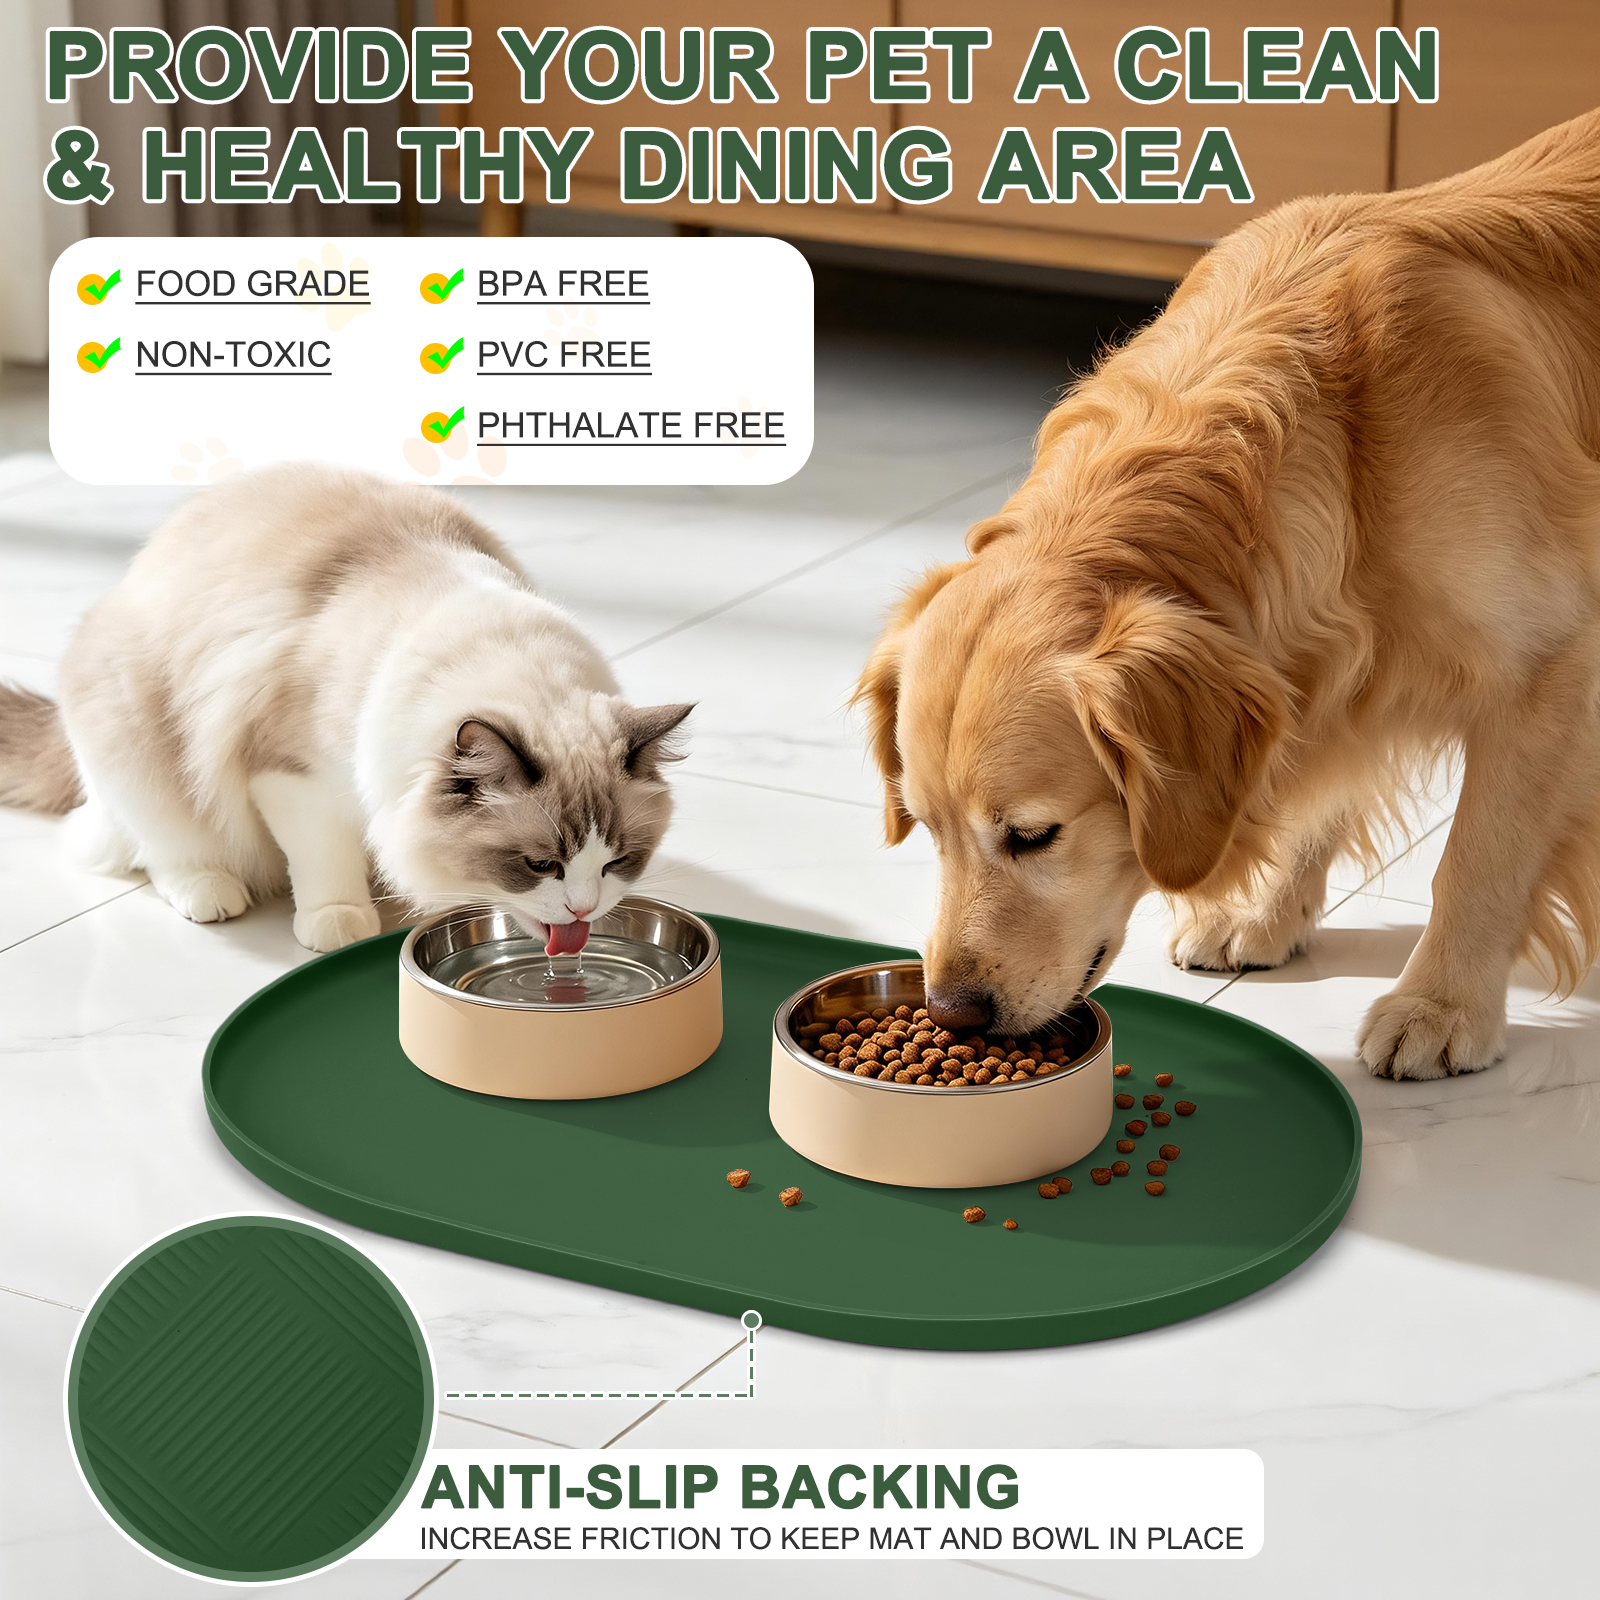 PROVIDE YOUR PET A CLEAN
& HEALTHY DINING AREA
FOOD GRADE
BPA FREE
NON-TOXIC
PVC FREE
PHTHALATE FREE
ANTI-SLIP BACKING
INCREASE FRICTION TO KEEP MAT AND BOWL IN PLACE